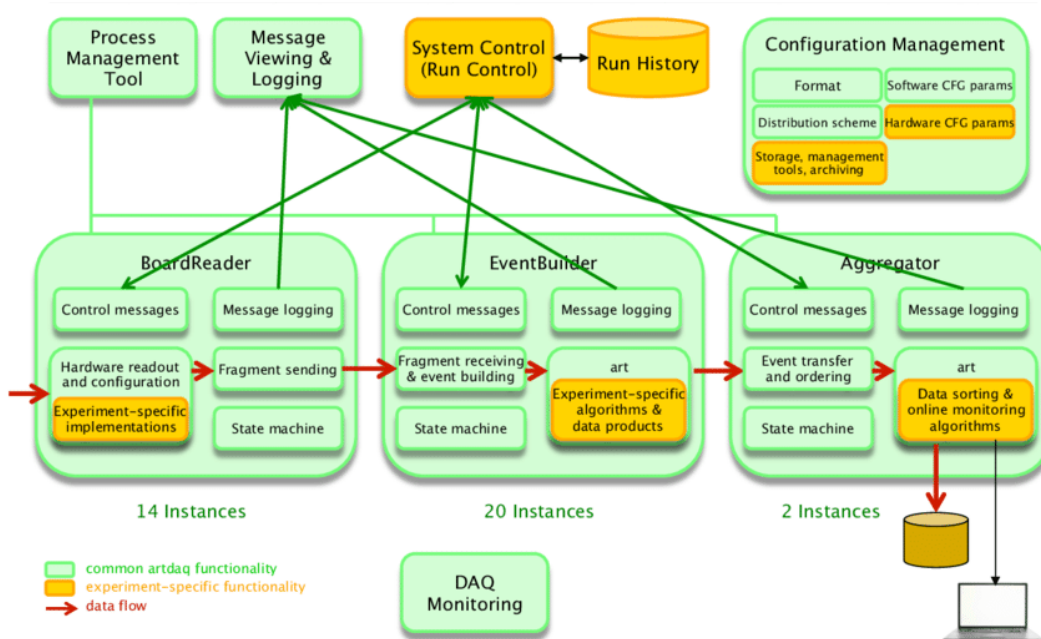 Process
Management
Tool
Message
Viewing &
Logging
System Control
(Run Control)
Run History
Configuration Management
Format
Software CFG params
Distribution scheme
Hardware CFG params
Storage, management
tools, archiving
BoardReader
Control messages
Message logging
Hardware readout
and configuration
Experiment-specific
implementations
Fragment sending
State machine
14 Instances
EventBuilder
Control messages
Message logging
Fragment receiving
& event building
art
Experiment-specific
algorithms &
data products
State machine
20 Instances
Aggregator
Control messages
Message logging
Event transfer
and ordering
art
Data sorting &
online monitoring
algorithms
State machine
2 Instances
common artdaq functionality
experiment-specific functionality
data flow
DAQ
Monitoring